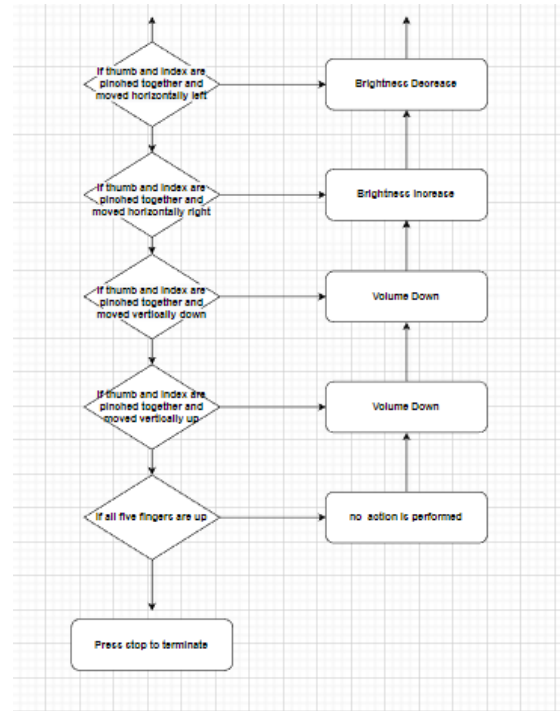 If thumb and index are
pinched together and
moved horizontally left
Brightness Decrease
If thumb and index are
pinched together and
moved horizontally right
Brightness Increase
If thumb and index are
pinched together and
moved vertically down
Volume Down
If thumb and index are
pinched together and
moved vertically up
Volume Down
If all five fingers are up
no action is performed
Press stop to terminate